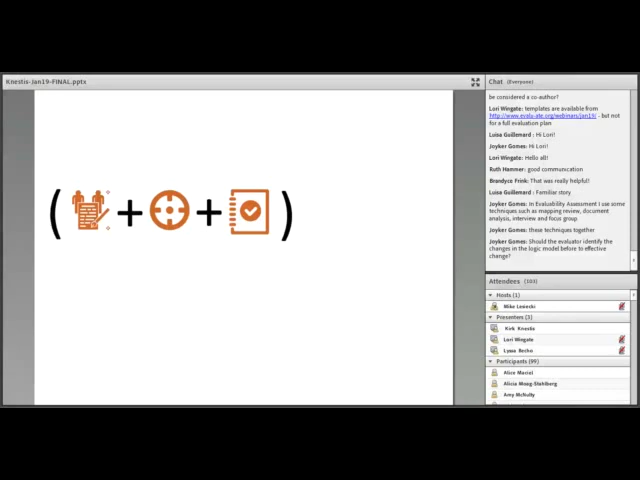 Knestis-Jan19-FINAL.pptx
( + + )
Chat (Everyone)
be considered a co-author?
Lori Wingate: templates are available from
http://www.evalu-ate.org/webinars/jan19/ - but not
for a full evaluation plan
Luisa Guillemard : Hi Lori!
Joyker Gomes: Hi Lori!
Lori Wingate: Hello all!
Ruth Hammer: good communication
Brandyce Frink: That was really helpful!
Luisa Guillemard : Familiar story
Joyker Gomes: In Evaluability Assessment I use some
techniques such as mapping review, document
analysis, interview and focus group
Joyker Gomes: these techniques together
Joyker Gomes: Should the evaluator identify the
changes in the logic model before to effective
change?
Attendees (103)
Hosts (1)
Mike Lesiecki
Presenters (3)
Kirk Knestis
Lori Wingate
Lyssa Becho
Participants (99)
Alice Maciel
Alicia Moag-Stahlberg
Amy McNulty